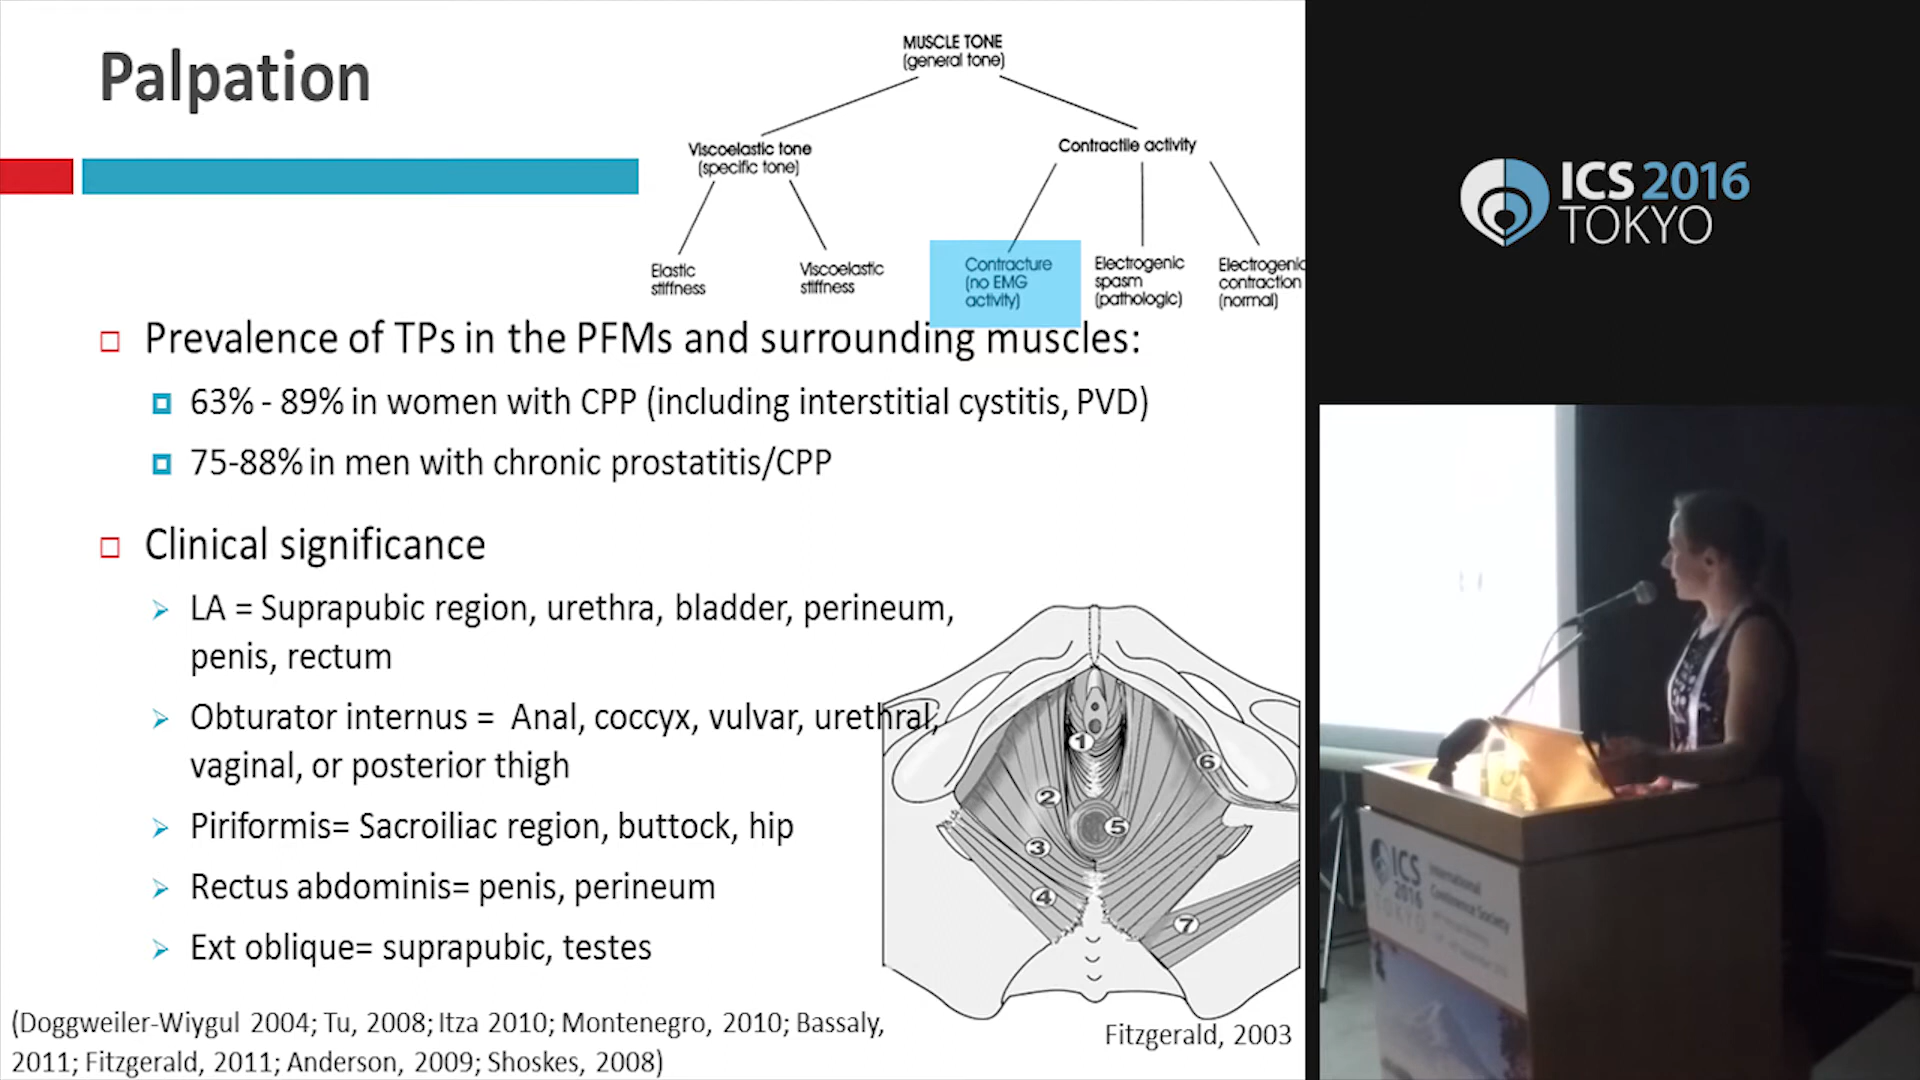 Palpation
MUSCLE TONE
(general tone)
Viscoelastic tone
(specific tone)
Contractile activity
Elastic
stiffness
Viscoelastic
stiffness
Contracture
(no EMG
activity)
Electrogenic
spasm
(pathologic)
Electrogenic
contraction
(normal)
Prevalence of TPs in the PFMs and surrounding muscles:
63% - 89% in women with CPP (including interstitial cystitis, PVD)
75-88% in men with chronic prostatitis/CPP
Clinical significance
LA = Suprapubic region, urethra, bladder, perineum,
penis, rectum
Obturator internus = Anal, coccyx, vulvar, urethral,
vaginal, or posterior thigh
Piriformis= Sacroiliac region, buttock, hip
Rectus abdominis= penis, perineum
Ext oblique= suprapubic, testes
1
2
3
4
5
6
7
(Doggweiler-Wiygul 2004; Tu, 2008; Itza 2010; Montenegro, 2010; Bassaly,
2011; Fitzgerald, 2011; Anderson, 2009; Shoskes, 2008)
Fitzgerald, 2003
ICS 2016
TOKYO
ICS
2016
TOKYO
International
Continence Society